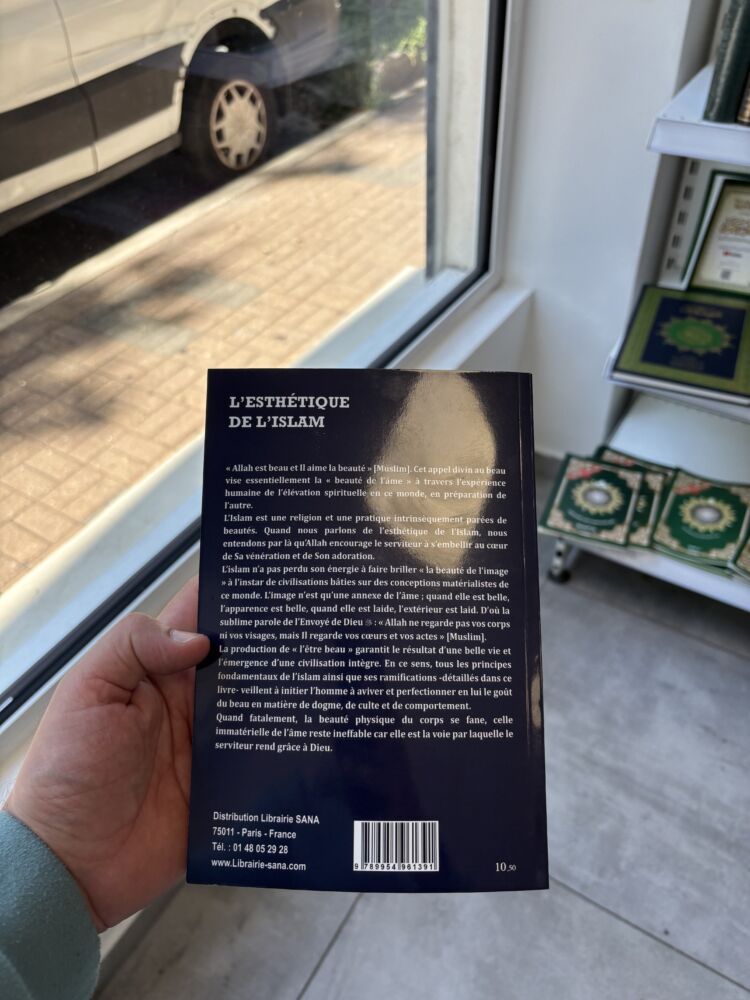 L'ESTHÉTIQUE
DE L'ISLAM
« Allah est beau et Il aime la beauté » [Muslim]. Cet appel divin au beau
vise essentiellement la « beauté de l'âme » à travers l'expérience
humaine de l'élévation spirituelle en ce monde, en préparation de
l'autre.
L'Islam est une religion et une pratique intrinsèquement parées de
beautés. Quand nous parlons de l'esthétique de l'Islam, nous
entendons par là qu'Allah encourage le serviteur à s'embellir au cœur
de Sa vénération et de Son adoration.
L'islam n'a pas perdu son énergie à faire briller « la beauté de l'image
» à l'instar de civilisations bâties sur des conceptions matérialistes de
ce monde. L'image n'est qu'une annexe de l'âme ; quand elle est belle,
l'apparence est belle, quand elle est laide, l'extérieur est laid. D'où la
sublime parole de l'Envoyé de Dieu ﷺ : « Allah ne regarde pas vos corps
ni vos visages, mais Il regarde vos cœurs et vos actes » [Muslim].
La production de « l'être beau » garantit le résultat d'une belle vie et
l'émergence d'une civilisation intègre. En ce sens, tous les principes
fondamentaux de l'islam ainsi que ses ramifications -détaillés dans ce
livre- veillent à initier l'homme à aviver et perfectionner en lui le goût
du beau en matière de dogme, de culte et de comportement.
Quand fatalement, la beauté physique du corps se fane, celle
immatérielle de l'âme reste ineffable car elle est la voie par laquelle le
serviteur rend grâce à Dieu.
Distribution Librairie SANA
75011 - Paris - France
Tél. : 01 48 05 29 28
www.Librairie-sana.com
9 789954 961391
10,50